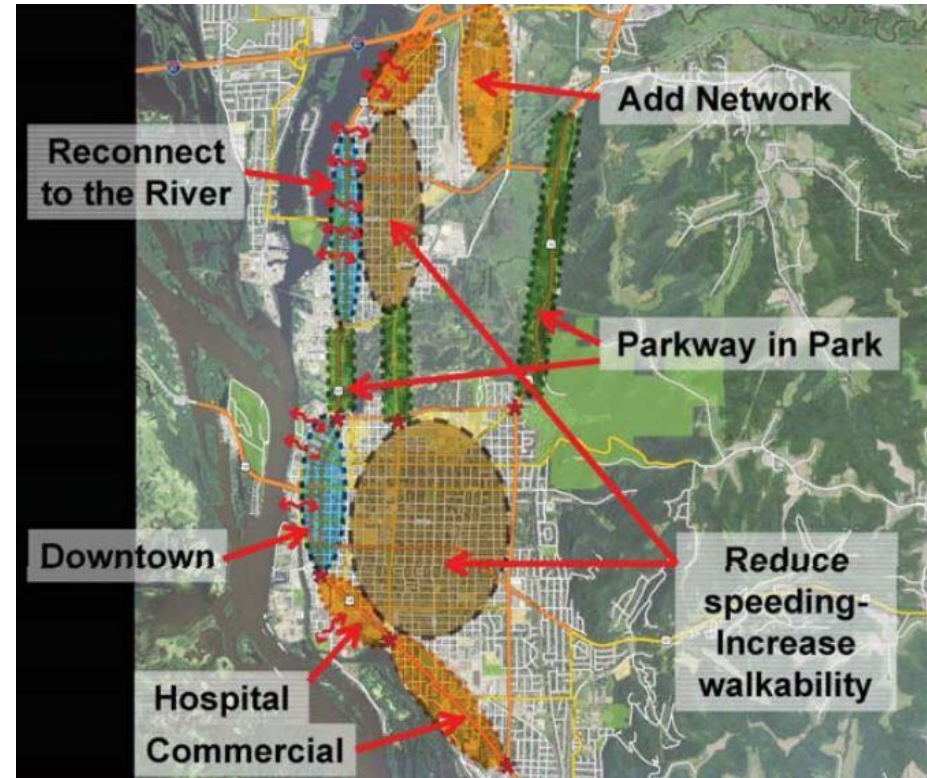 Add Network
Reconnect
to the River
Parkway in Park
Downtown
Reduce
speeding-
Increase
walkability
Hospital
Commercial